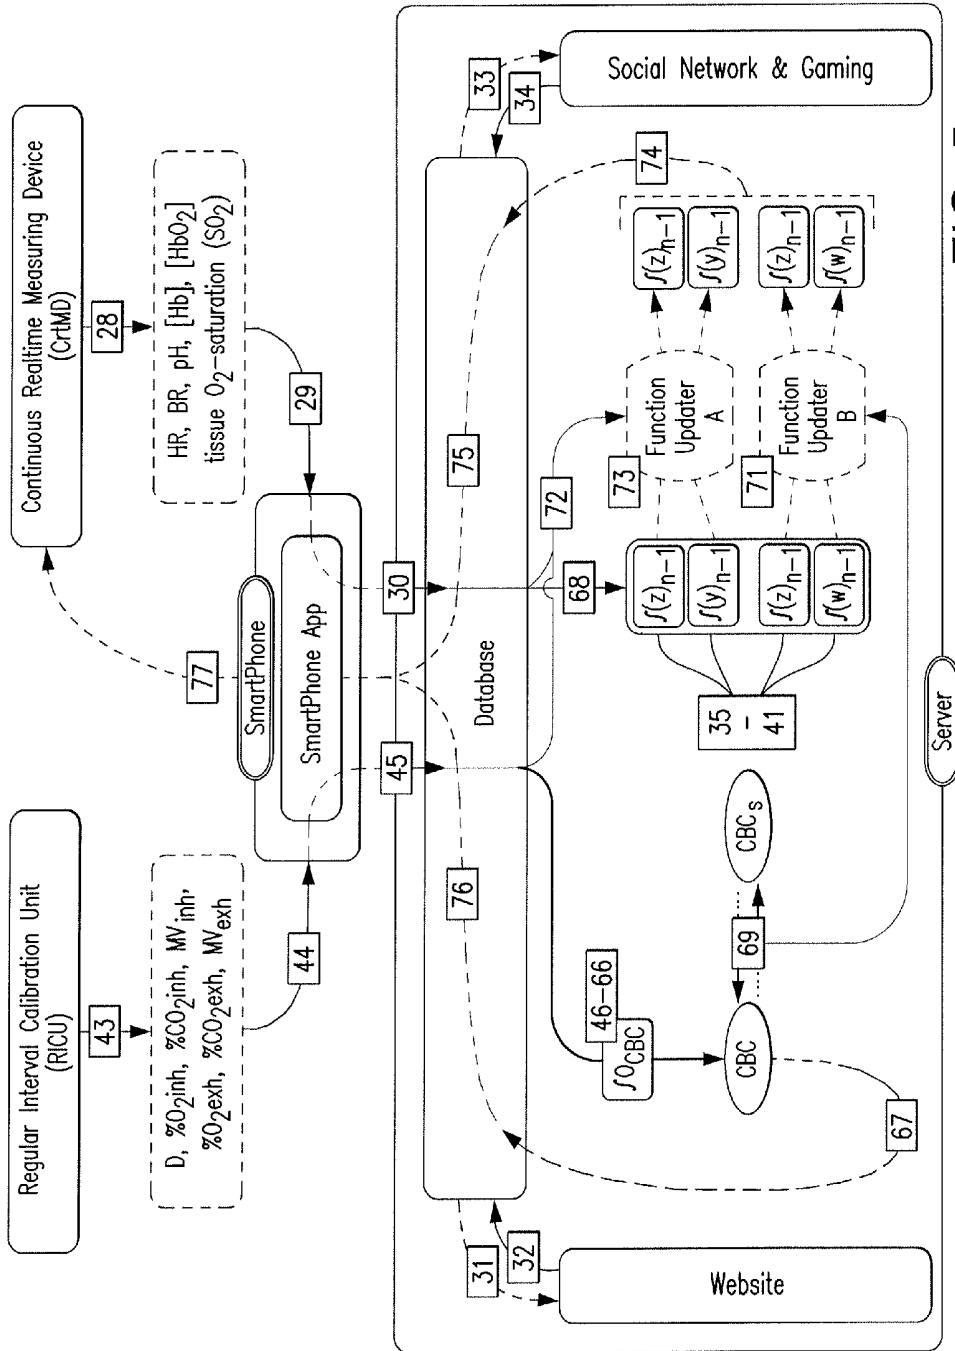 Regular Interval Calibration Unit
(RICU)
43
D, %O2inh, %CO2inh, MVinh,
%O2exh, %CO2exh, MVexh
44
Continuous Realtime Measuring Device
(CrtMD)
28
HR, BR, pH, [Hb], [HbO2]
tissue O2-saturation (SO2)
29
77
SmartPhone
SmartPhone App
45
30
Database
76
75
31
32
Website
33
34
Social Network & Gaming
46-66
∫OCBC
CBC
69
CBCs
67
68
72
35
-
41
∫(z)n-1
∫(y)n-1
∫(z)n-1
∫(w)n-1
73
Function
Updater
A
71
Function
Updater
B
∫(z)n-1
∫(y)n-1
∫(z)n-1
∫(w)n-1
74
Server